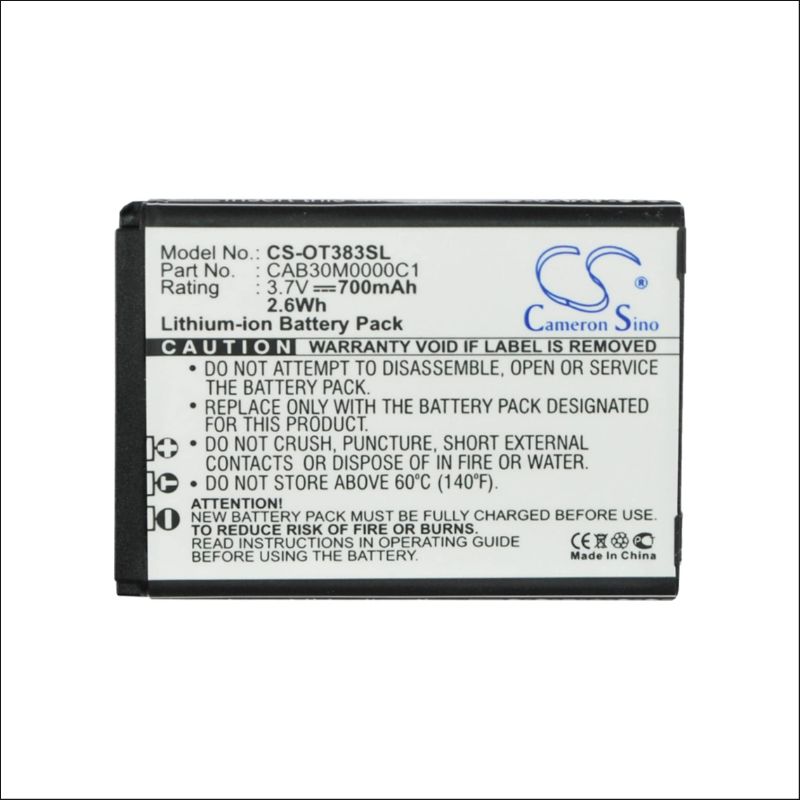 Model No.: CS-OT383SL
Part No. : CAB30M0000C1
Rating : 3.7V 700mAh
2.6Wh
Lithium-ion Battery Pack
CS ®
Cameron Sino
CAUTION WARRANTY VOID IF LABEL IS REMOVED
• DO NOT ATTEMPT TO DISASSEMBLE, OPEN OR SERVICE
THE BATTERY PACK.
• REPLACE ONLY WITH THE BATTERY PACK DESIGNATED
FOR THIS PRODUCT.
• DO NOT CRUSH, PUNCTURE, SHORT EXTERNAL
CONTACTS OR DISPOSE OF IN FIRE OR WATER.
• DO NOT STORE ABOVE 60°C (140°F).
ATTENTION!
NEW BATTERY PACK MUST BE FULLY CHARGED BEFORE USE
TO REDUCE RISK OF FIRE OR BURNS.
READ INSTRUCTIONS IN OPERATING GUIDE
BEFORE USING THE BATTERY.
CE
Made In China